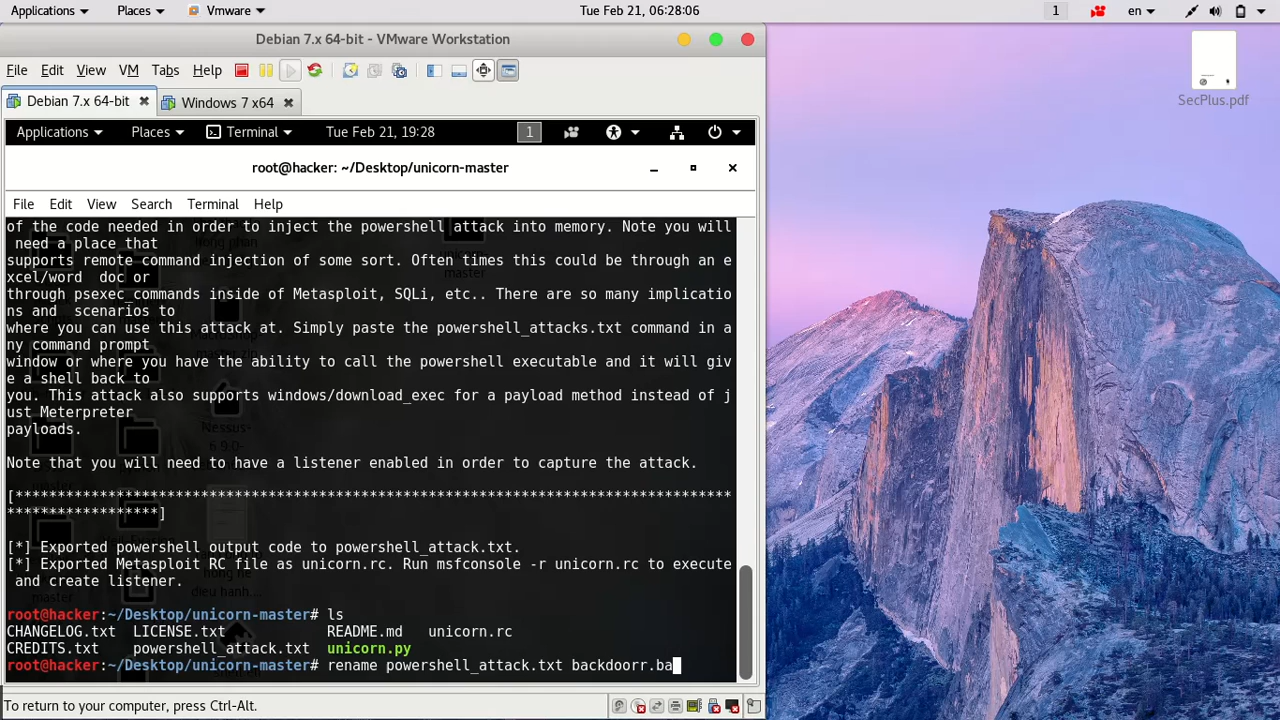 Applications Places Vmware Tue Feb 21, 06:28:06 1 en
Debian 7.x 64-bit - VMware Workstation
File Edit View VM Tabs Help
Debian 7.x 64-bit Windows 7 x64
Applications Places Terminal Tue Feb 21, 19:28 1
root@hacker: ~/Desktop/unicorn-master
File Edit View Search Terminal Help
of the code needed in order to inject the powershell attack into memory. Note you will
need a place that
supports remote command injection of some sort. Often times this could be through an e
xcel/word doc or
through psexec_commands inside of Metasploit, SQLi, etc.. There are so many implicatio
ns and scenarios to
where you can use this attack at. Simply paste the powershell_attacks.txt command in a
ny command prompt
window or where you have the ability to call the powershell executable and it will giv
e a shell back to
you. This attack also supports windows/download_exec for a payload method instead of j
ust Meterpreter
payloads.
Note that you will need to have a listener enabled in order to capture the attack.
[**************************************************************************************
******************]
[*] Exported powershell output code to powershell_attack.txt.
[*] Exported Metasploit RC file as unicorn.rc. Run msfconsole -r unicorn.rc to execute
and create listener.
root@hacker:~/Desktop/unicorn-master# ls
CHANGELOG.txt LICENSE.txt README.md unicorn.rc
CREDITS.txt powershell_attack.txt unicorn.py
root@hacker:~/Desktop/unicorn-master# rename powershell_attack.txt backdoorr.ba
To return to your computer, press Ctrl-Alt.
SecPlus.pdf